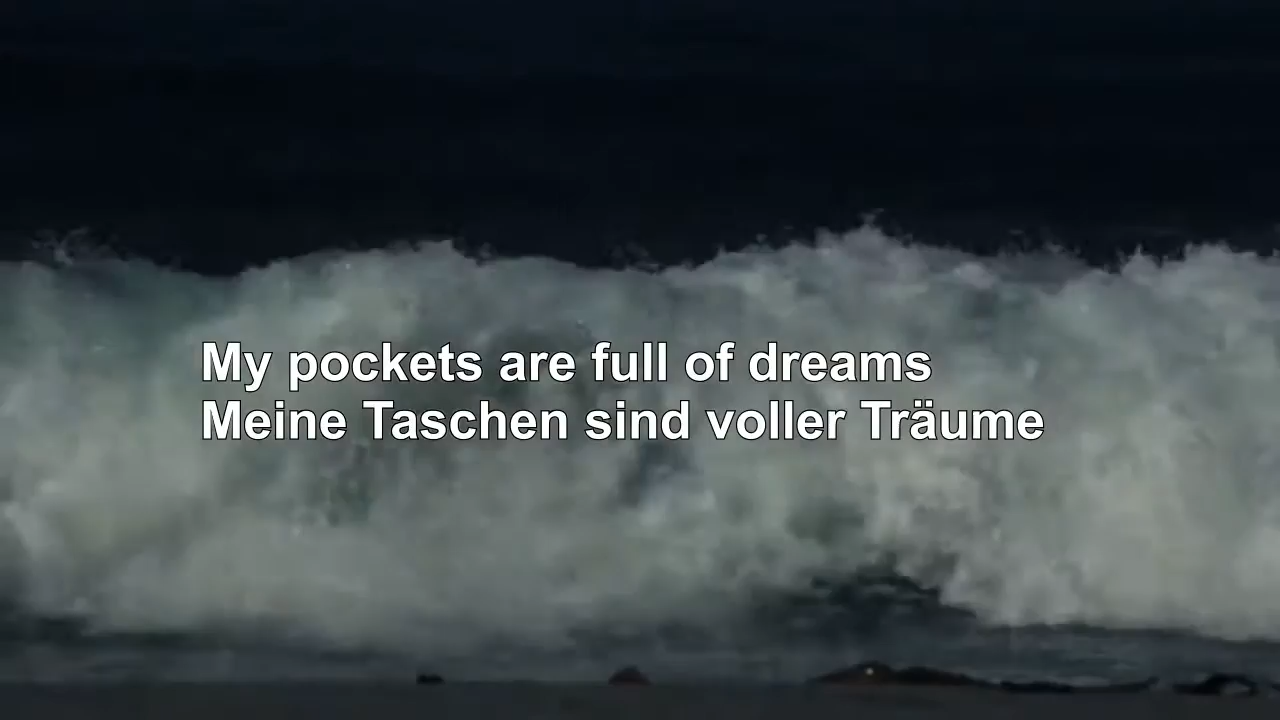 My pockets are full of dreams
Meine Taschen sind voller Träume